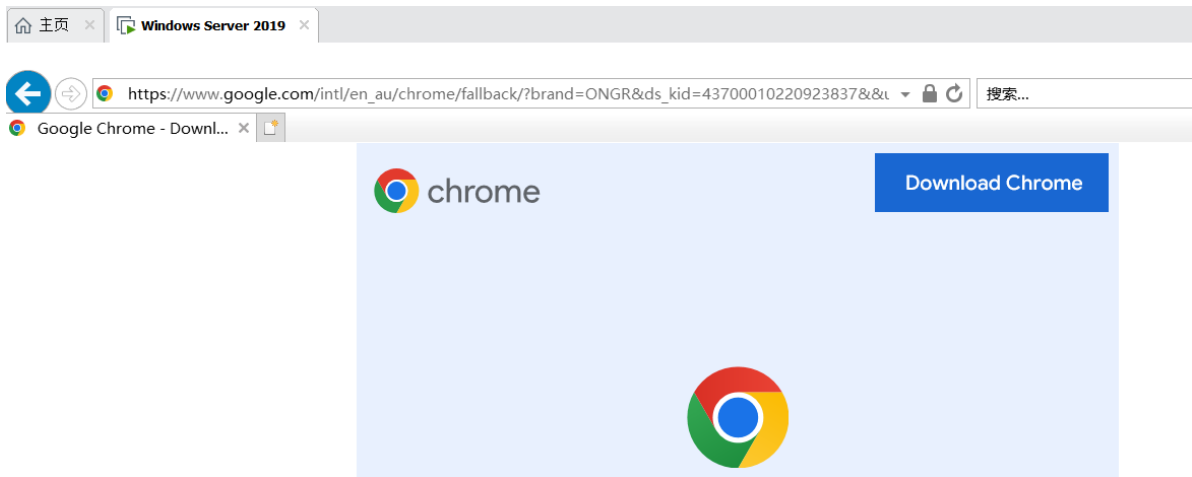 主页
Windows Server 2019
https://www.google.com/intl/en_au/chrome/fallback/?brand=ONGR&ds_kid=43700010220923837&&u
搜索...
Google Chrome - Downl...
chrome
Download Chrome